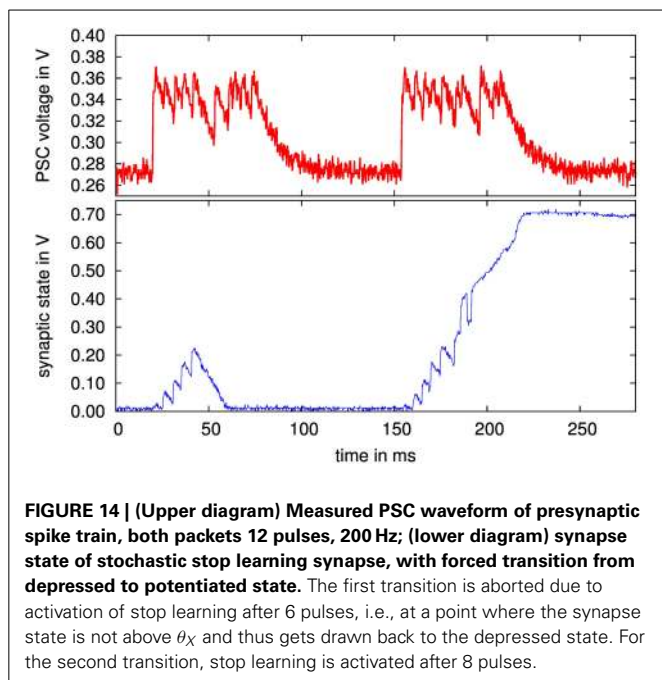 0.40
0.36
0.34
0.30
0.28
0.26
PSC voltage in V
0.70
0.60
0.50
0.40
0.30
0.20
0.10
0.00
synaptic state in V
0 50 100 150 200 250
time in ms
FIGURE 14 | (Upper diagram) Measured PSC waveform of presynaptic
spike train, both packets 12 pulses, 200 Hz; (lower diagram) synapse
state of stochastic stop learning synapse, with forced transition from
depressed to potentiated state. The first transition is aborted due to
activation of stop learning after 6 pulses, i.e., at a point where the synapse
state is not above θX and thus gets drawn back to the depressed state. For
the second transition, stop learning is activated after 8 pulses.